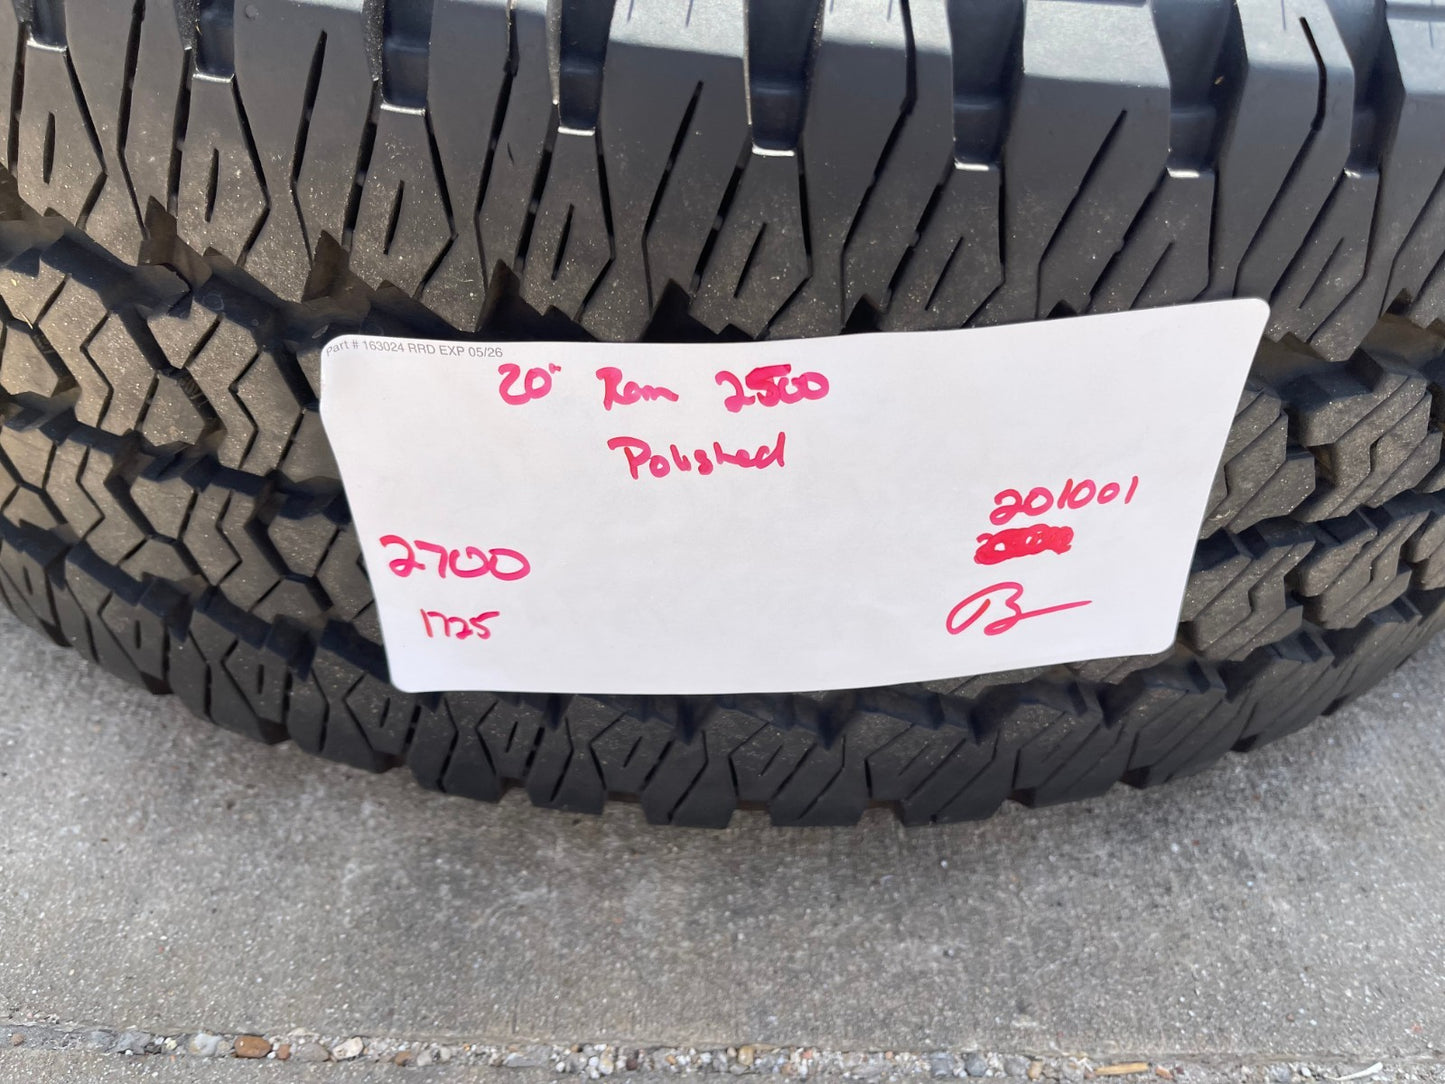 Part # 163024 RRD EXP 05/26
20" Ram 2500
Polished
201001
2700
1725